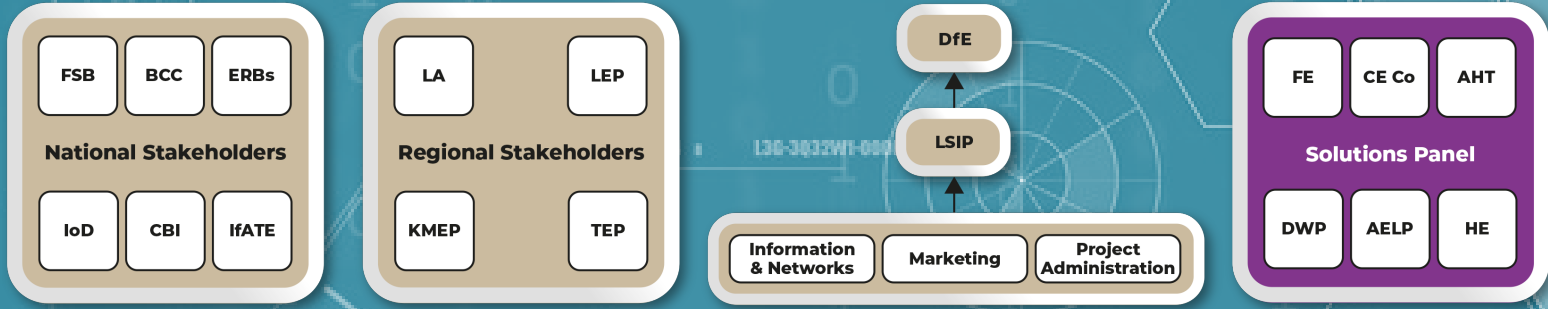 FSB
BCC
ERBs
National Stakeholders
IoD
CBI
IfATE
LA
LEP
Regional Stakeholders
KMEP
TEP
DfE
LSIP
Information
& Networks
Marketing
Project
Administration
FE
CE Co
AHT
Solutions Panel
DWP
AELP
HE